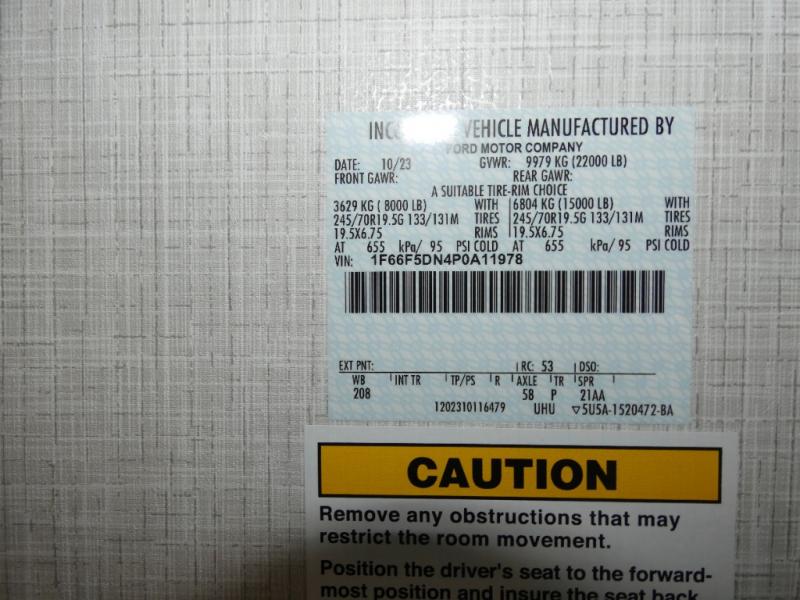 VEHICLE MANUFACTURED BY
FORD MOTOR COMPANY
DATE: 10/23 GVWR: 9979 KG (22000 LB)
FRONT GAWR: REAR GAWR:
A SUITABLE TIRE-RIM CHOICE
3629 KG ( 8000 LB) WITH 6804 KG (15000 LB) WITH
245/70R19.5G 133/131M TIRES 245/70R19.5G 133/131M TIRES
19.5X6.75 RIMS 19.5X6.75 RIMS
AT 655 kPa/ 95 PSI COLD AT 655 kPa/ 95 PSI COLD
VIN: 1F66F5DN4P0A11978
EXT PNT: RC: 53 DSO:
WB INT TR TP/PS R AXLE TR SPR
208 58 P 21AA
1202310116479 UHU ▽5U5A-1520472-BA
CAUTION
Remove any obstructions that may
restrict the room movement.
Position the driver's seat to the forward-
most position and insure the seat back